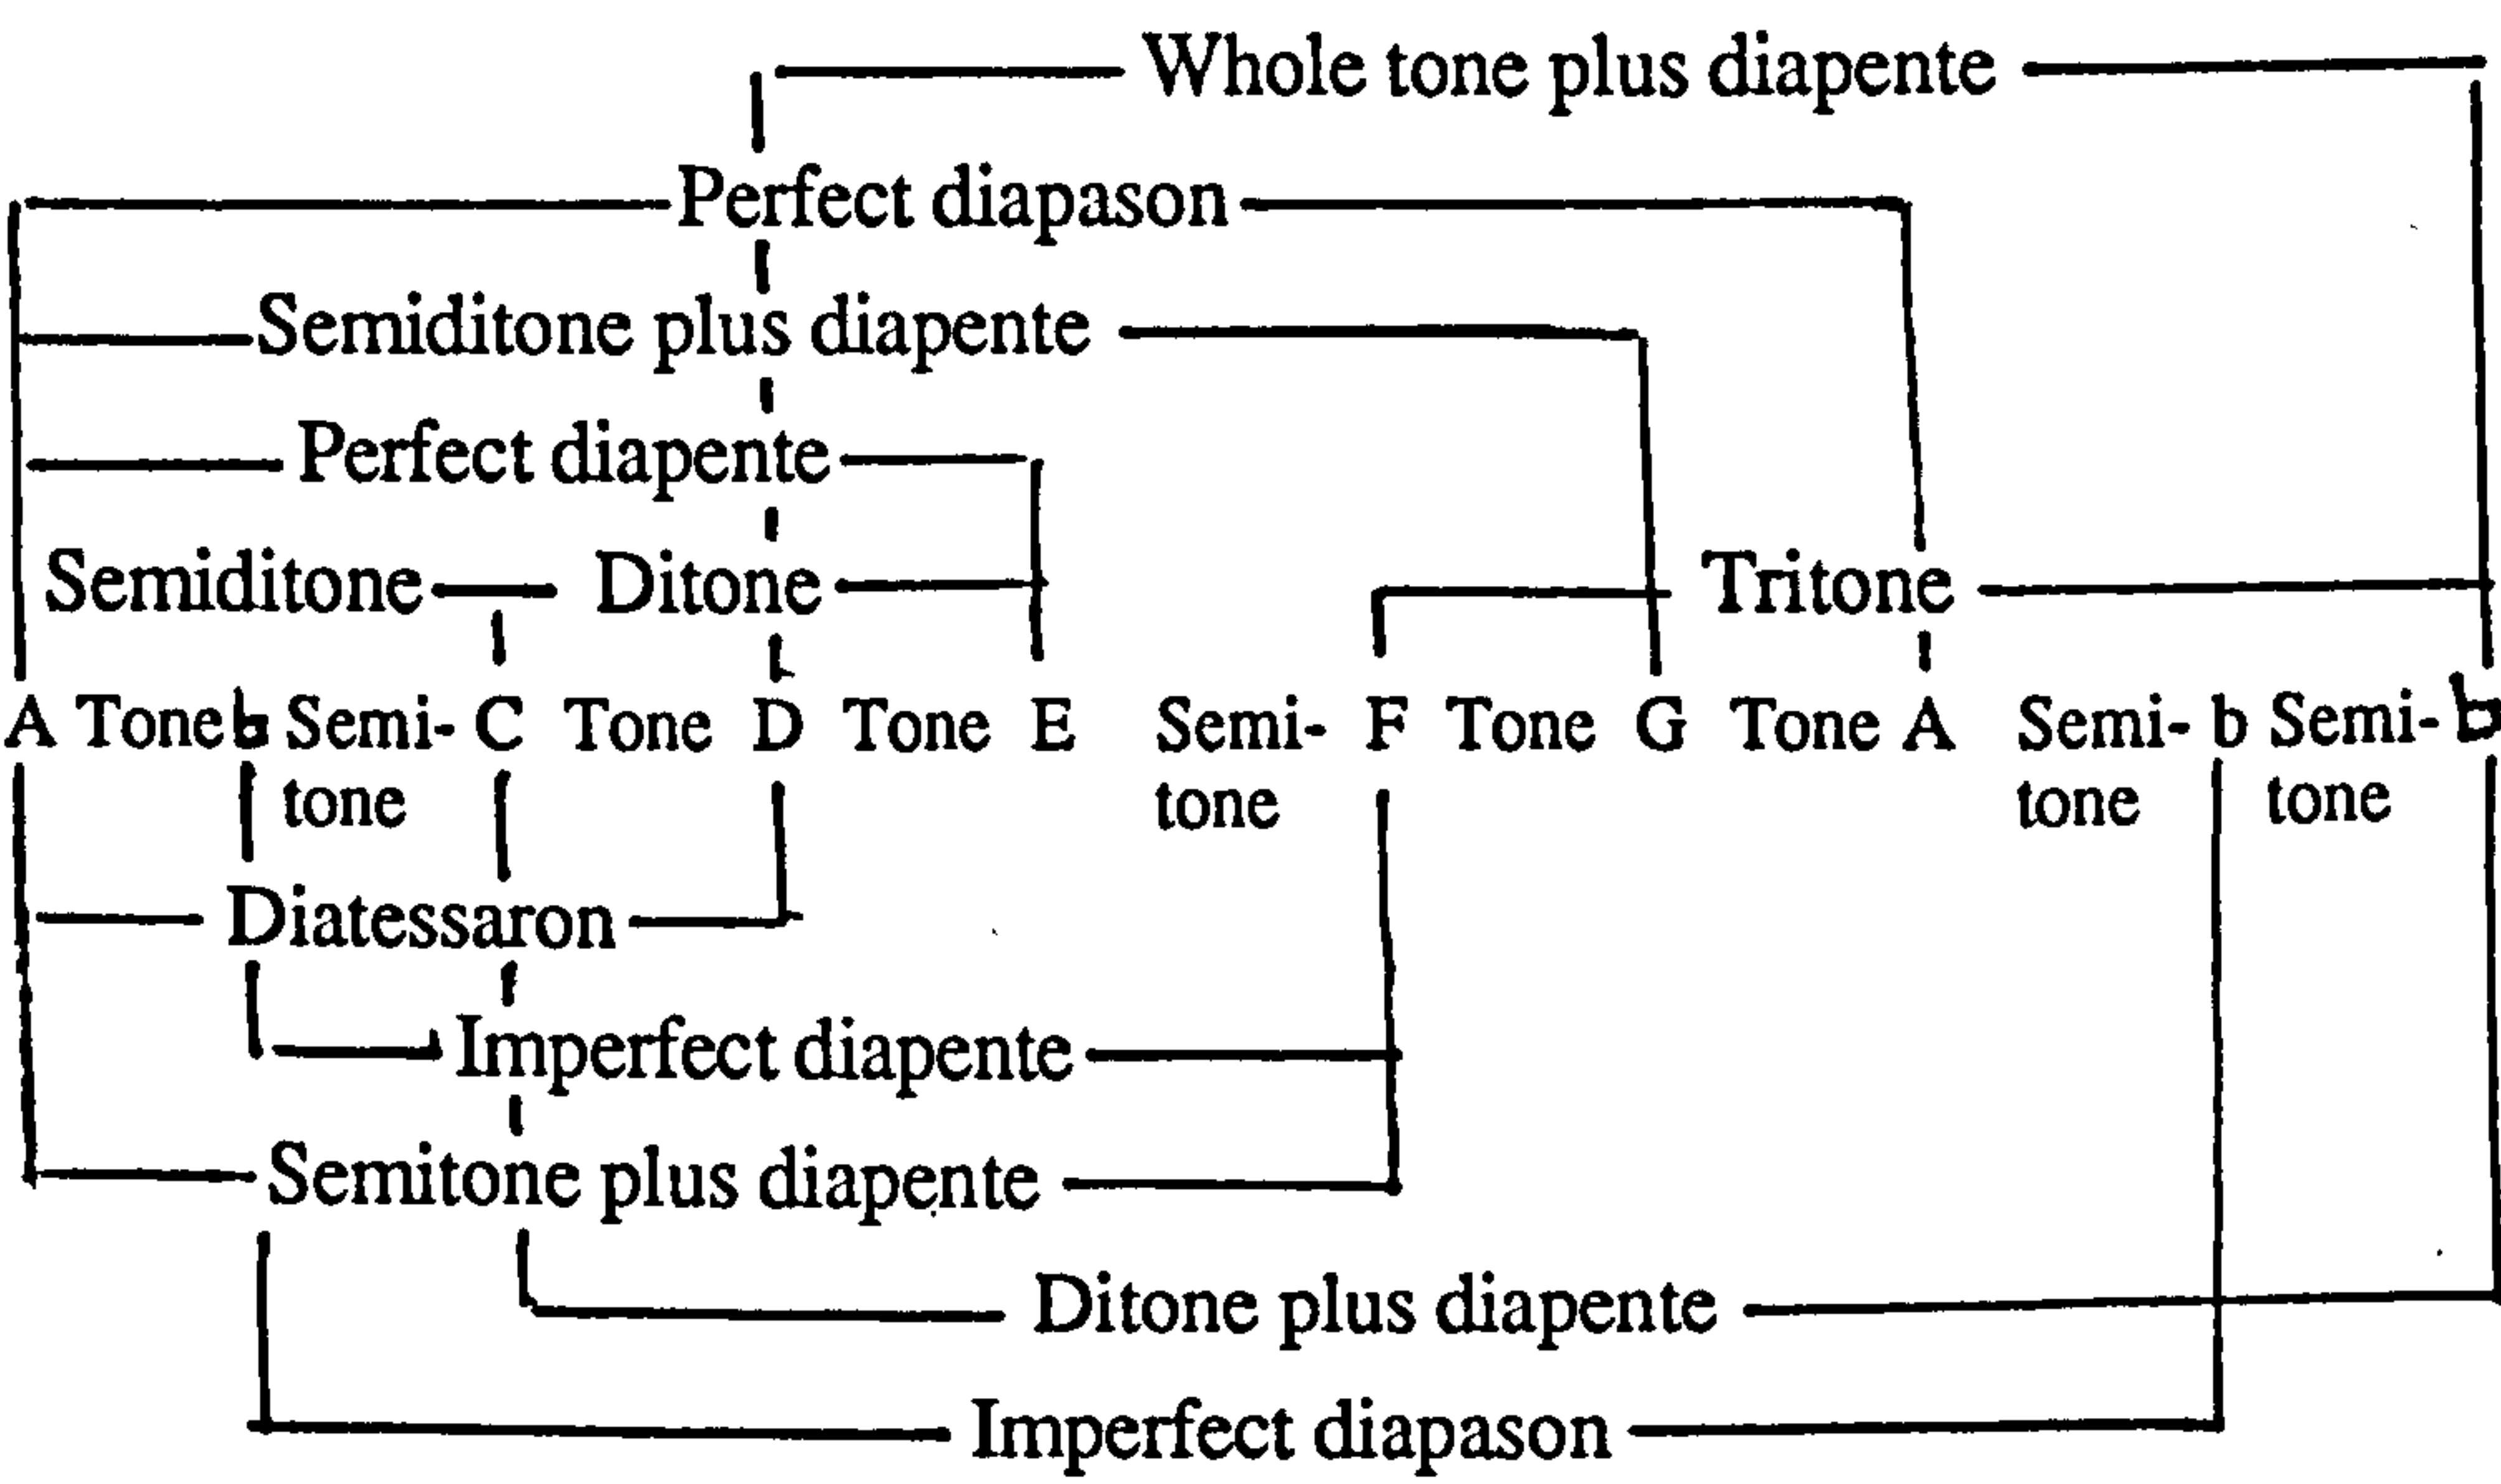 Whole tone plus diapente
Perfect diapason
Semiditone plus diapente
Perfect diapente
Semiditone Ditone Tritone
A Tone b Semi- C Tone D Tone E Semi- F Tone G Tone A Semi- b Semi- b
tone tone tone tone
Diatessaron
Imperfect diapente
Semitone plus diapente
Ditone plus diapente
Imperfect diapason